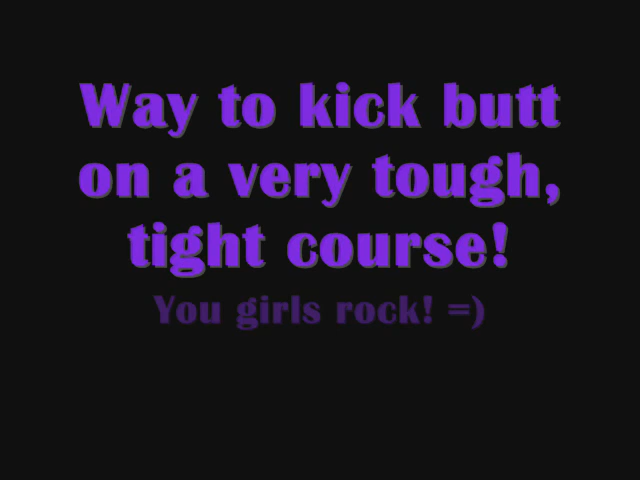 Way to kick butt
on a very tough,
tight course!
You girls rock! =)